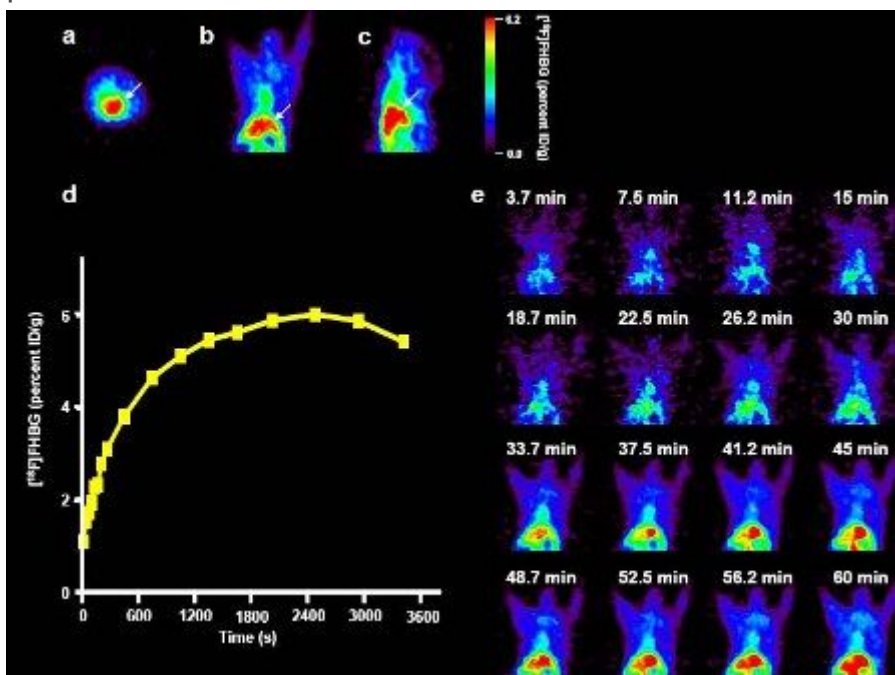 a
b
c
6.2
0.0
[¹⁸F]FHBG (percent ID/g)
d
[¹⁸F]FHBG (percent ID/g)
6
4
2
0
0 600 1200 1800 2400 3000 3600
Time (s)
e
3.7 min 7.5 min 11.2 min 15 min
18.7 min 22.5 min 26.2 min 30 min
33.7 min 37.5 min 41.2 min 45 min
48.7 min 52.5 min 56.2 min 60 min